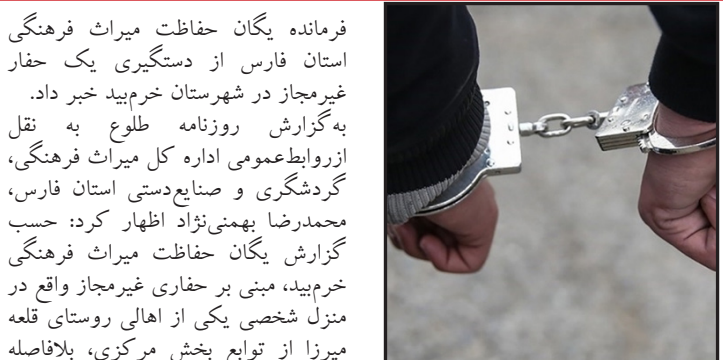 فرمانده یگان حفاظت میراث فرهنگی
استان فارس از دستگیری یک حفار
غیرمجاز در شهرستان خرم‌بید خبر داد.
به‌گزارش روزنامه طلوع به نقل
ازروابط‌عمومی اداره کل میراث فرهنگی،
گردشگری و صنایع‌دستی استان فارس،
محمدرضا بهمنی‌نژاد اظهار کرد: حسب
گزارش یگان حفاظت میراث فرهنگی
خرم‌بید، مبنی بر حفاری غیرمجاز واقع در
منزل شخصی یکی از اهالی روستای قلعه
میرزا از توابع بخش مرکزی، بلافاصله